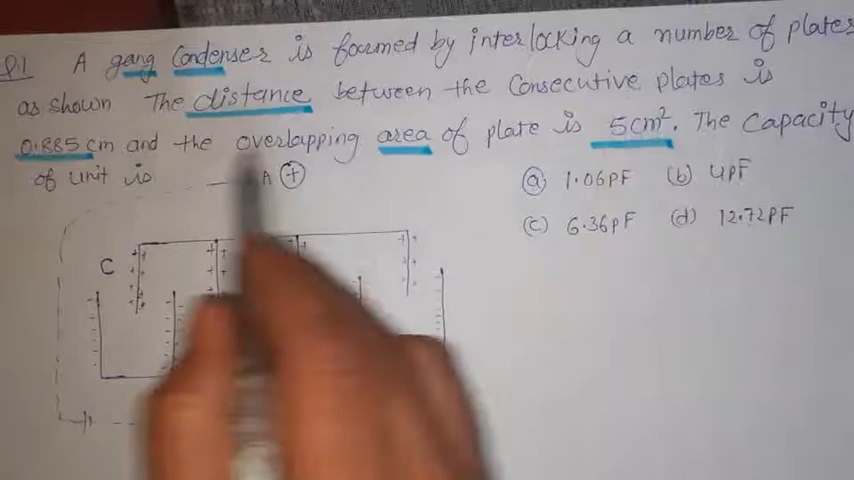 Q1 A gang Condenser is formed by interlocking a number of plates
as shown The distance between the Consecutive plates is
0.885 cm and the overlapping area of plate is 5cm². The Capacity
of unit is A + (a) 1.06PF (b) 4PF
(c) 6.36PF (d) 12.72PF
C